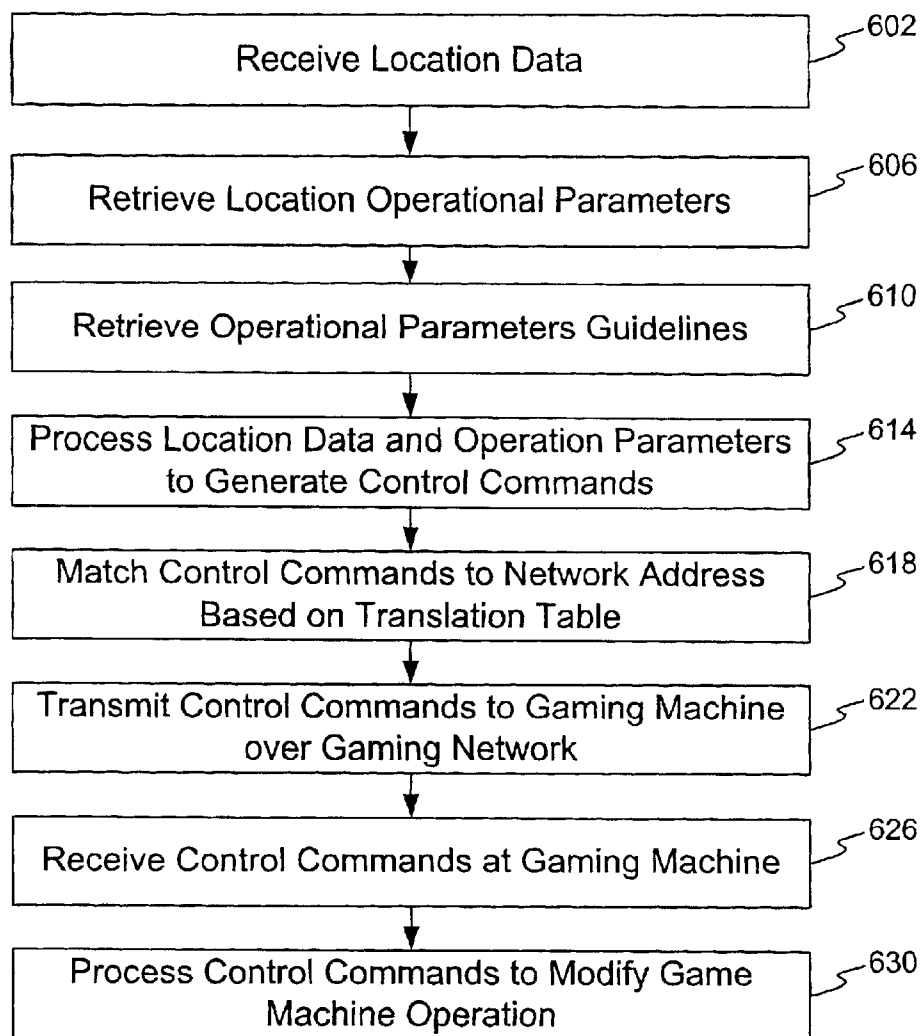 Receive Location Data
602
Retrieve Location Operational Parameters
606
Retrieve Operational Parameters Guidelines
610
Process Location Data and Operation Parameters
to Generate Control Commands
614
Match Control Commands to Network Address
Based on Translation Table
618
Transmit Control Commands to Gaming Machine
over Gaming Network
622
Receive Control Commands at Gaming Machine
626
Process Control Commands to Modify Game
Machine Operation
630